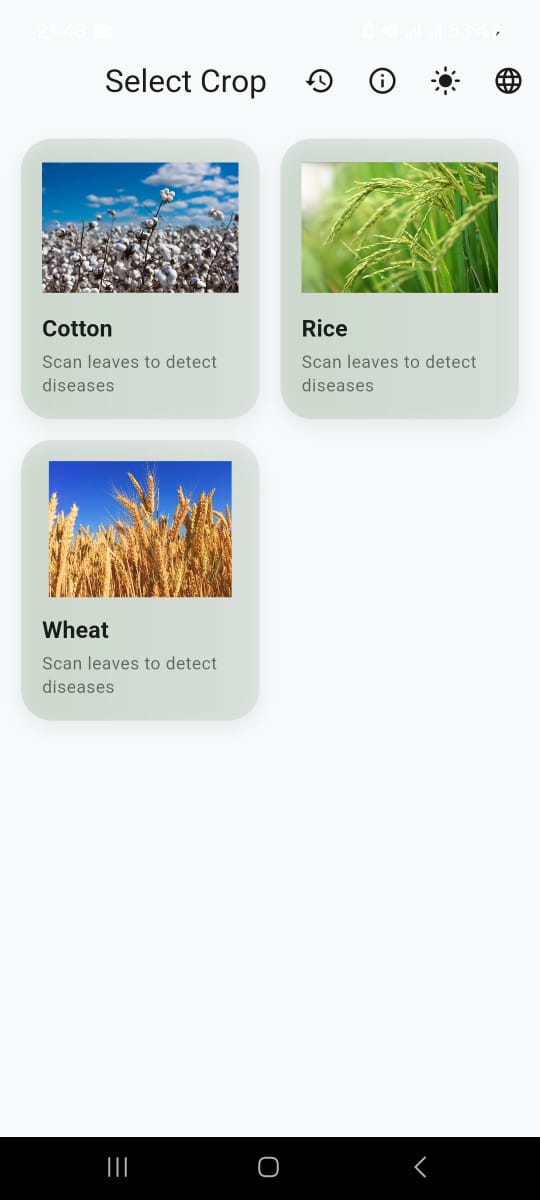 21:48
53%
Select Crop
Cotton
Scan leaves to detect
diseases
Rice
Scan leaves to detect
diseases
Wheat
Scan leaves to detect
diseases